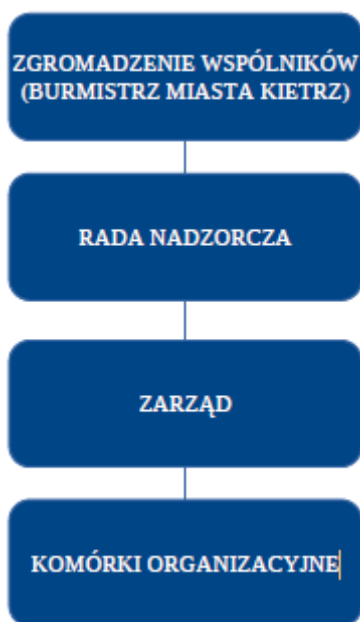 ZGROMADZENIE WSPÓLNIKÓW
(BURMISTRZ MIASTA KIETRZ)
RADA NADZORCZA
ZARZĄD
KOMÓRKI ORGANIZACYJNE